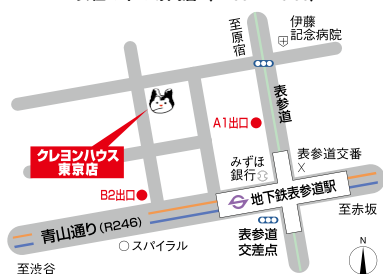 至原宿
伊藤
記念病院
表参道
A1出口
クレヨンハウス
東京店
みずほ
銀行
表参道交番
B2出口
地下鉄表参道駅
至赤坂
青山通り(R246)
スパイラル
表参道
交差点
至渋谷
N